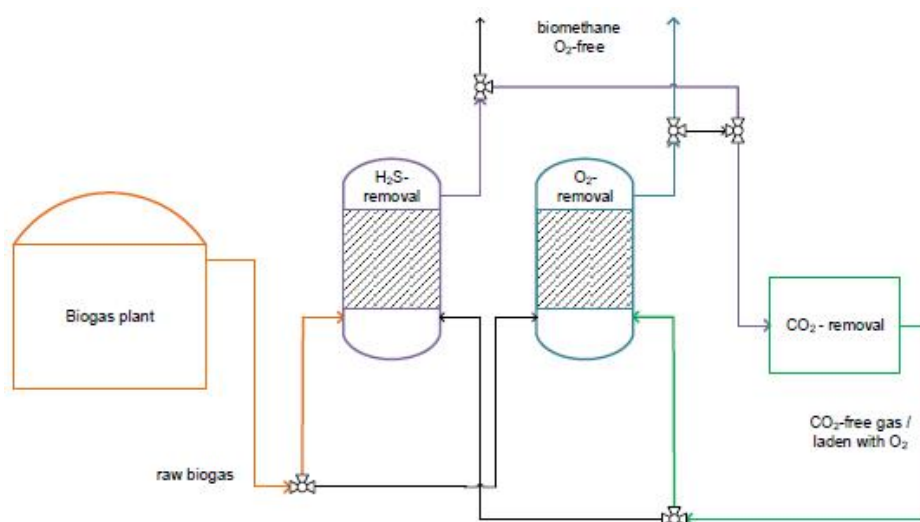 biomethane
O₂-free
H₂S-
removal
O₂-
removal
Biogas plant
CO₂ - removal
CO₂-free gas /
laden with O₂
raw biogas